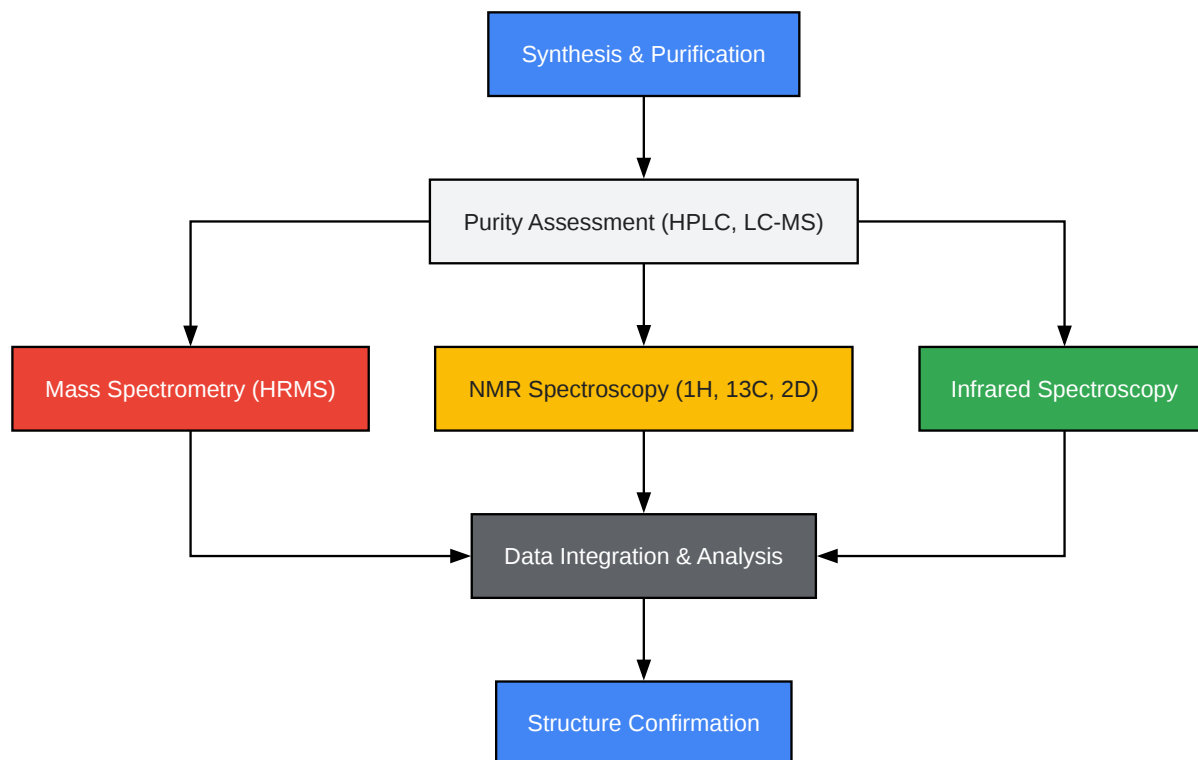 Synthesis & Purification
Purity Assessment (HPLC, LC-MS)
Mass Spectrometry (HRMS)
NMR Spectroscopy (1H, 13C, 2D)
Infrared Spectroscopy
Data Integration & Analysis
Structure Confirmation